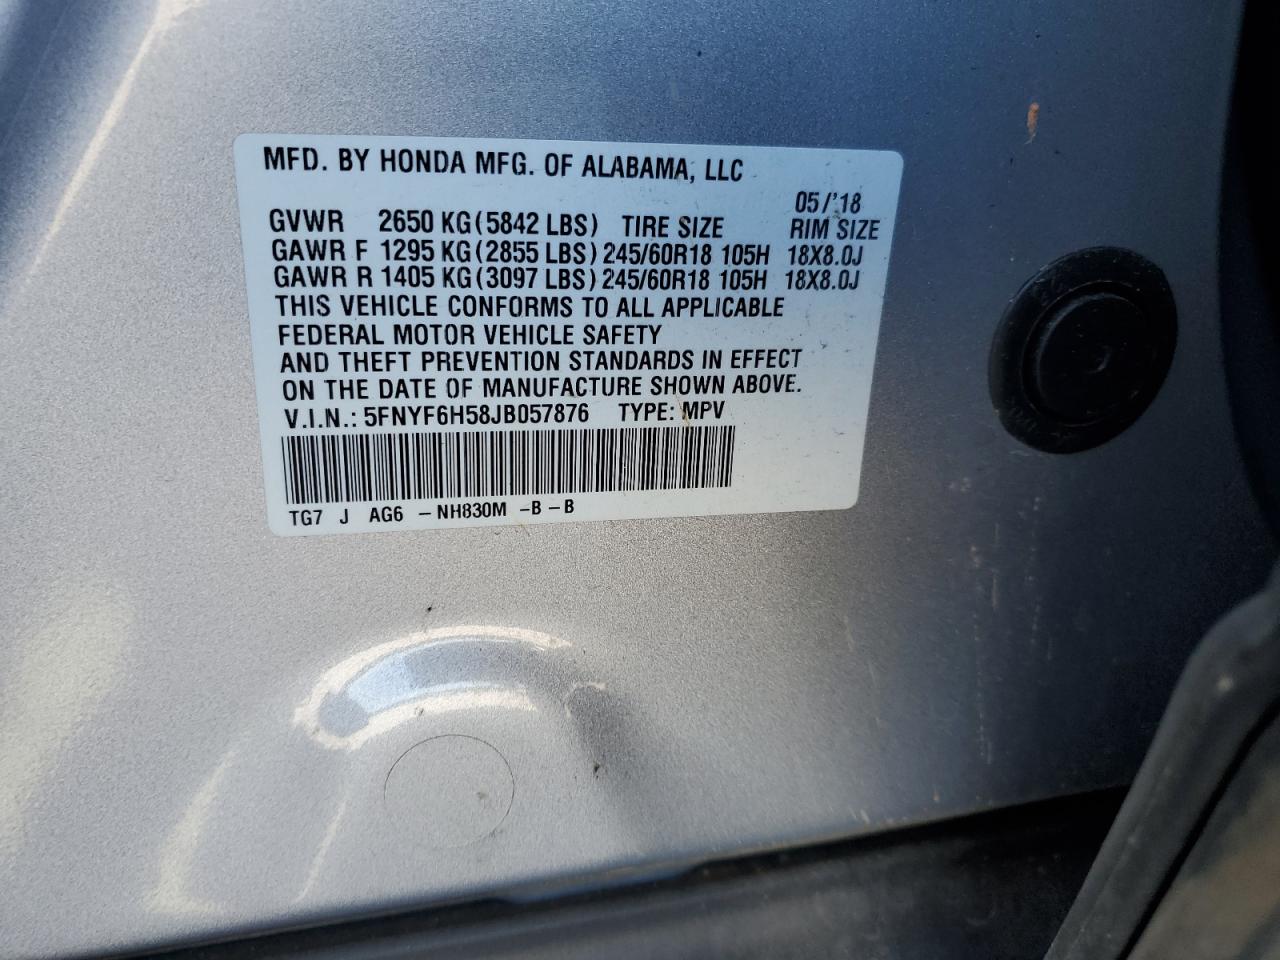 MFD. BY HONDA MFG. OF ALABAMA, LLC
05/'18
GVWR 2650 KG (5842 LBS) TIRE SIZE RIM SIZE
GAWR F 1295 KG (2855 LBS) 245/60R18 105H 18X8.0J
GAWR R 1405 KG (3097 LBS) 245/60R18 105H 18X8.0J
THIS VEHICLE CONFORMS TO ALL APPLICABLE
FEDERAL MOTOR VEHICLE SAFETY
AND THEFT PREVENTION STANDARDS IN EFFECT
ON THE DATE OF MANUFACTURE SHOWN ABOVE.
V.I.N.: 5FNYF6H58JB057876 TYPE: MPV
TG7 J AG6 – NH830M –B –B